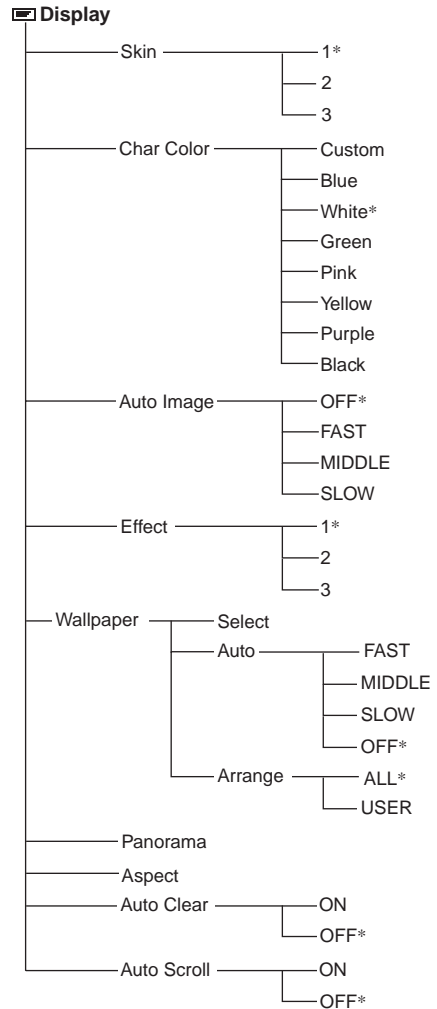 Display
Skin 1*
2
3
Char Color Custom
Blue
White*
Green
Pink
Yellow
Purple
Black
Auto Image OFF*
FAST
MIDDLE
SLOW
Effect 1*
2
3
Wallpaper Select
Auto FAST
MIDDLE
SLOW
OFF*
Arrange ALL*
USER
Panorama
Aspect
Auto Clear ON
OFF*
Auto Scroll ON
OFF*